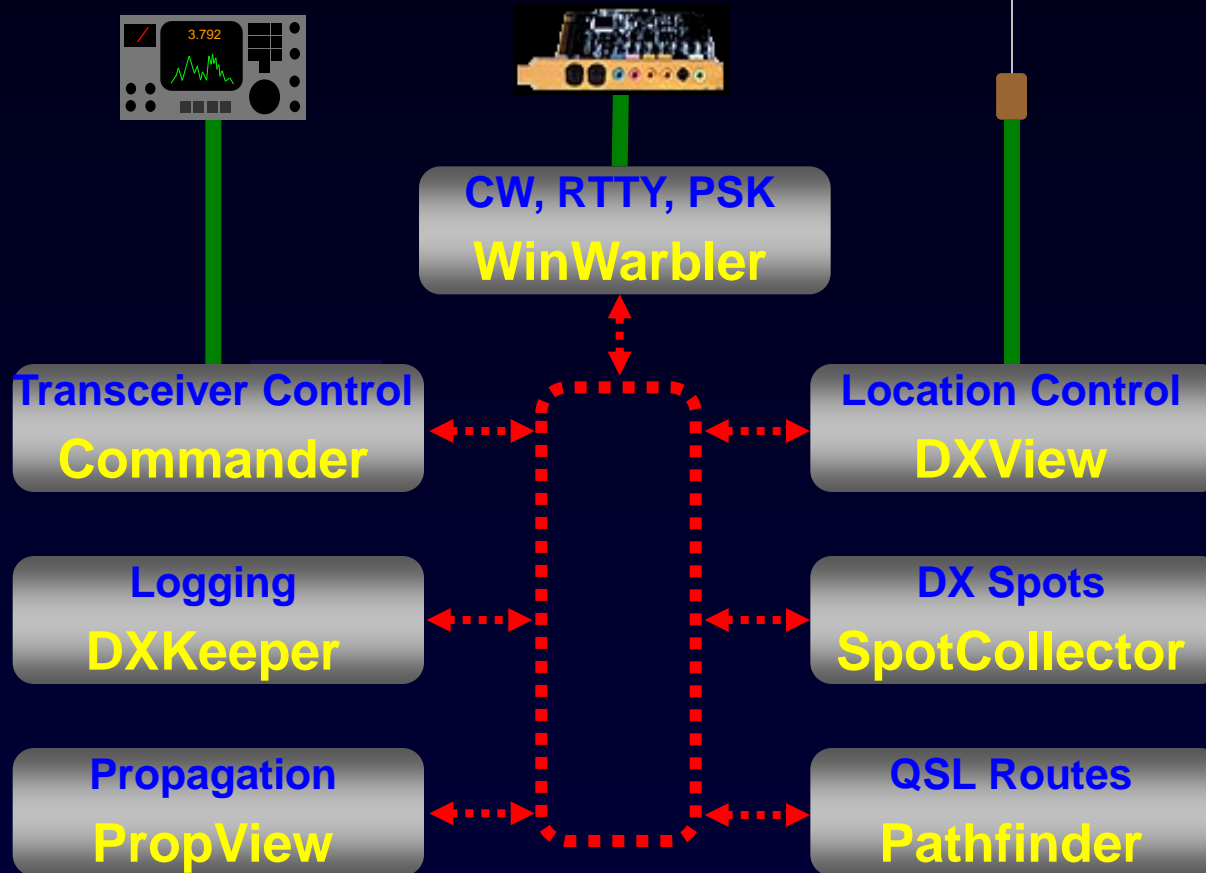 3.792
CW, RTTY, PSK
WinWarbler
Transceiver Control
Commander
Location Control
DXView
Logging
DXKeeper
DX Spots
SpotCollector
Propagation
PropView
QSL Routes
Pathfinder